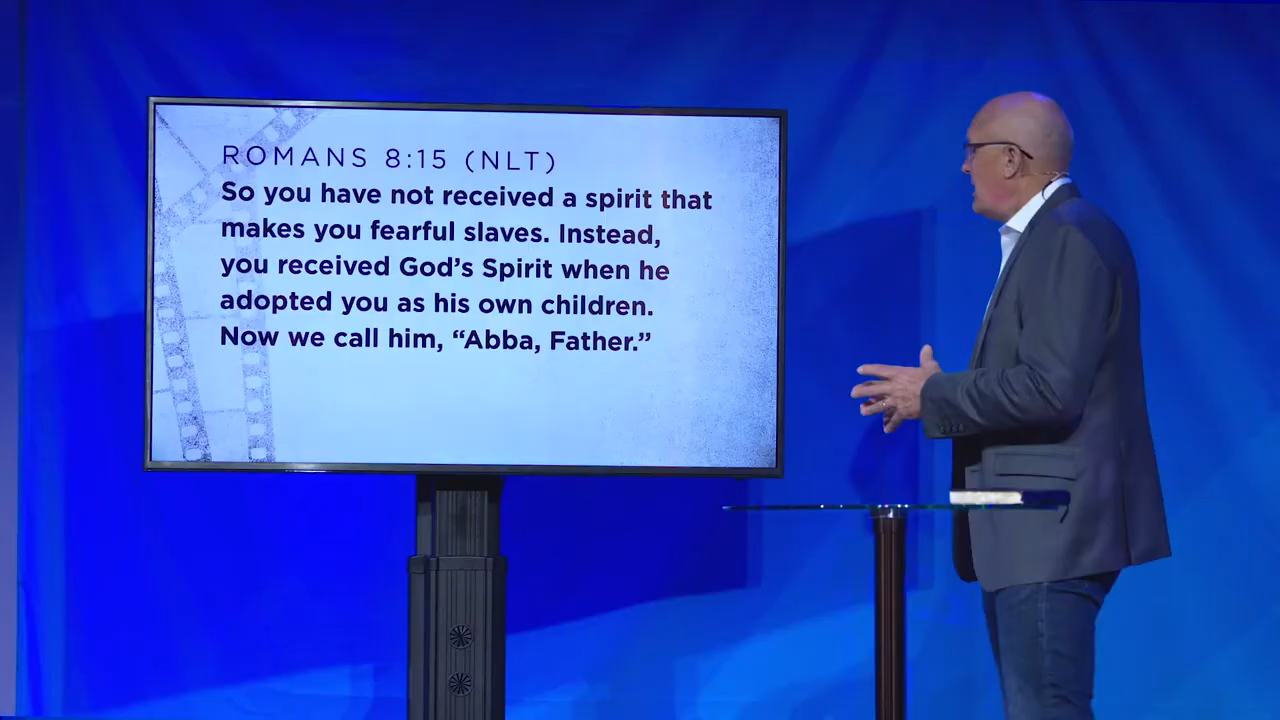 ROMANS 8:15 (NLT)
So you have not received a spirit that
makes you fearful slaves. Instead,
you received God’s Spirit when he
adopted you as his own children.
Now we call him, “Abba, Father.”